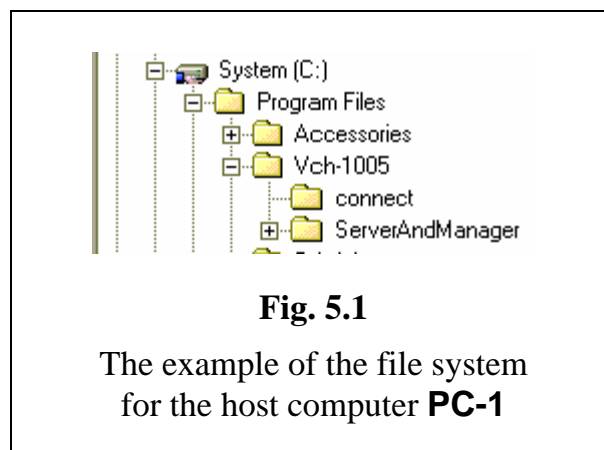 System (C:)
Program Files
Accessories
Vch-1005
connect
ServerAndManager
Fig. 5.1
The example of the file system
for the host computer PC-1